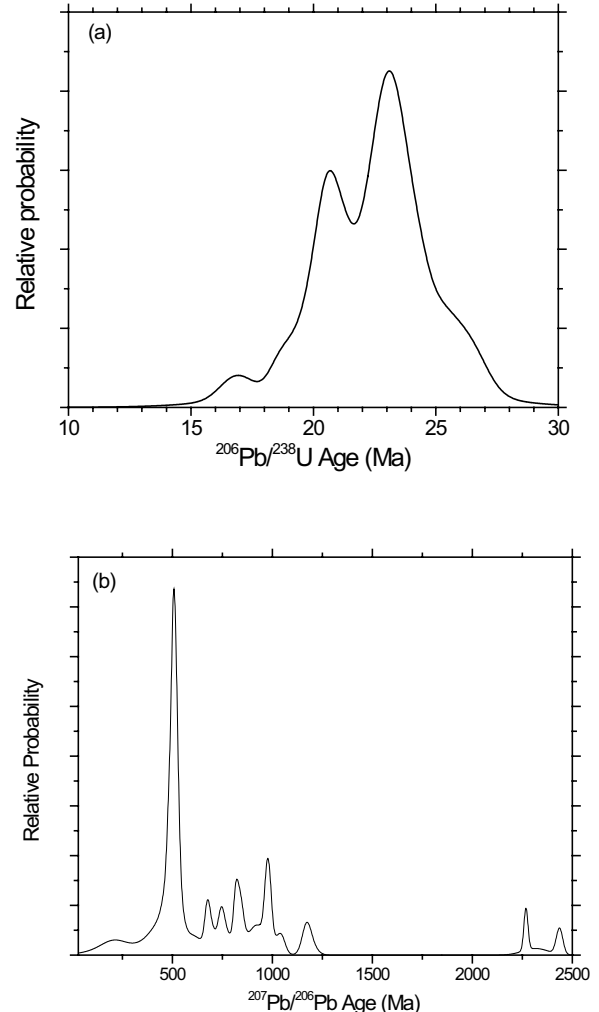 (a)
Relative probability
10 15 20 25 30
²⁰⁶Pb/²³⁸U Age (Ma)
(b)
Relative Probability
500 1000 1500 2000 2500
²⁰⁷Pb/²⁰⁶Pb Age (Ma)